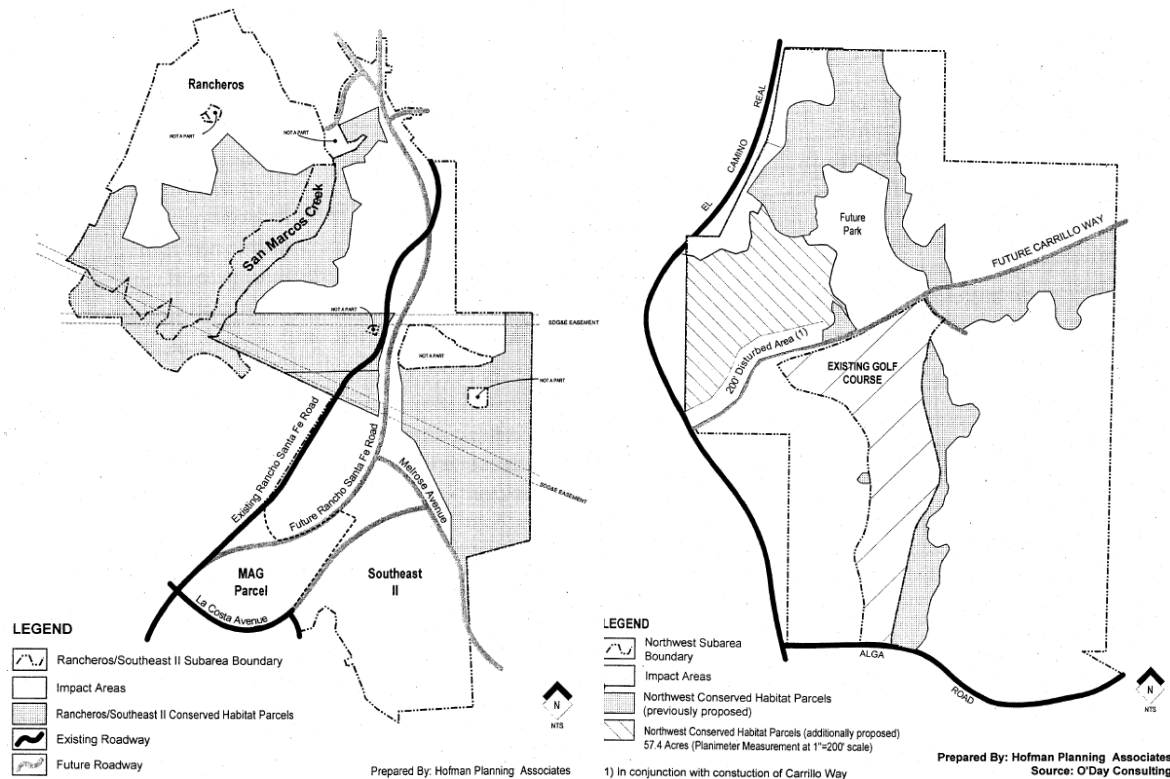 Rancheros
NOT A PART
NOT A PART
San Marcos Creek
NOT A PART
SDG&E EASEMENT
NOT A PART
NOT A PART
Existing Rancho Santa Fe Road
Future Rancho Santa Fe Road
Melrose Avenue
SDG&E EASEMENT
MAG
Parcel
Southeast
II
La Costa Avenue
LEGEND
Rancheros/Southeast II Subarea Boundary
Impact Areas
Rancheros/Southeast II Conserved Habitat Parcels
Existing Roadway
Future Roadway
N
NTS
Prepared By: Hofman Planning Associates
EL CAMINO REAL
Future
Park
FUTURE CARRILLO WAY
200' Disturbed Area (1)
EXISTING GOLF
COURSE
ALGA
ROAD
LEGEND
Northwest Subarea
Boundary
Impact Areas
Northwest Conserved Habitat Parcels
(previously proposed)
Northwest Conserved Habitat Parcels (additionally proposed)
57.4 Acres (Planimeter Measurement at 1"=200' scale)
1) In conjunction with constuction of Carrillo Way
N
NTS
Prepared By: Hofman Planning Associates
Source: O'Day Consulting